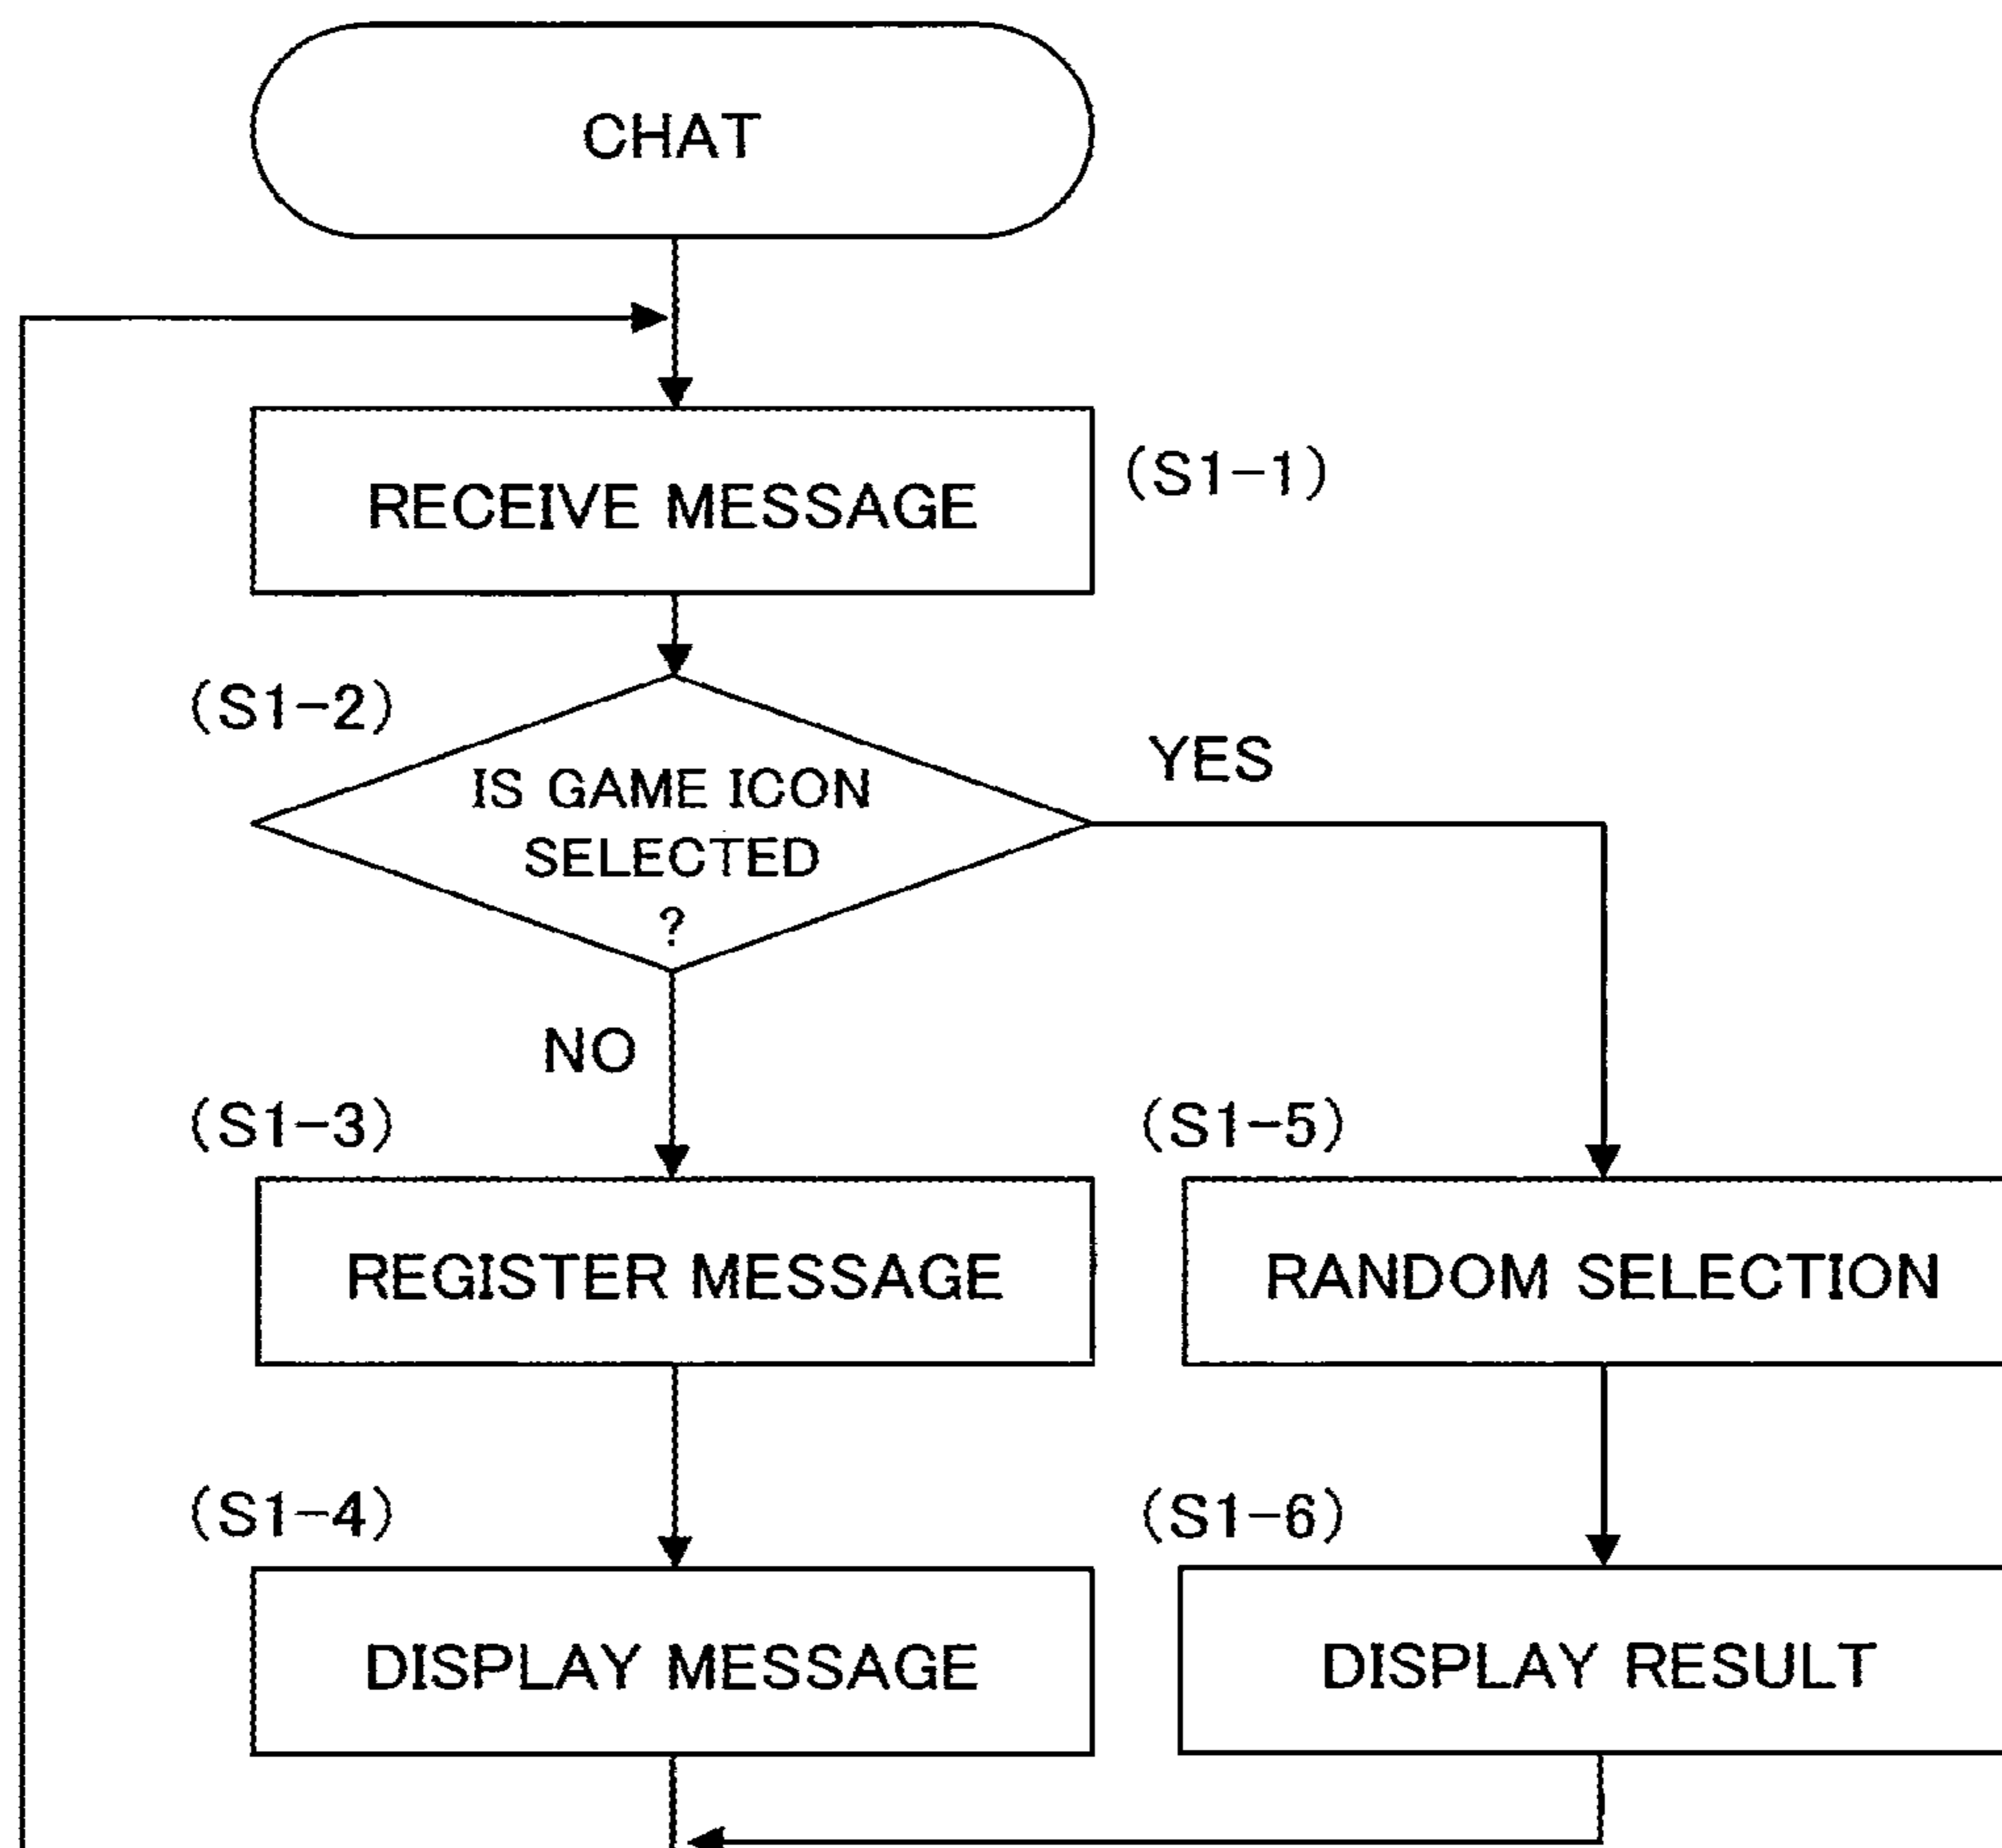 CHAT
RECEIVE MESSAGE
(S1-1)
(S1-2)
IS GAME ICON
SELECTED
?
YES
NO
(S1-3)
REGISTER MESSAGE
(S1-5)
RANDOM SELECTION
(S1-4)
DISPLAY MESSAGE
(S1-6)
DISPLAY RESULT